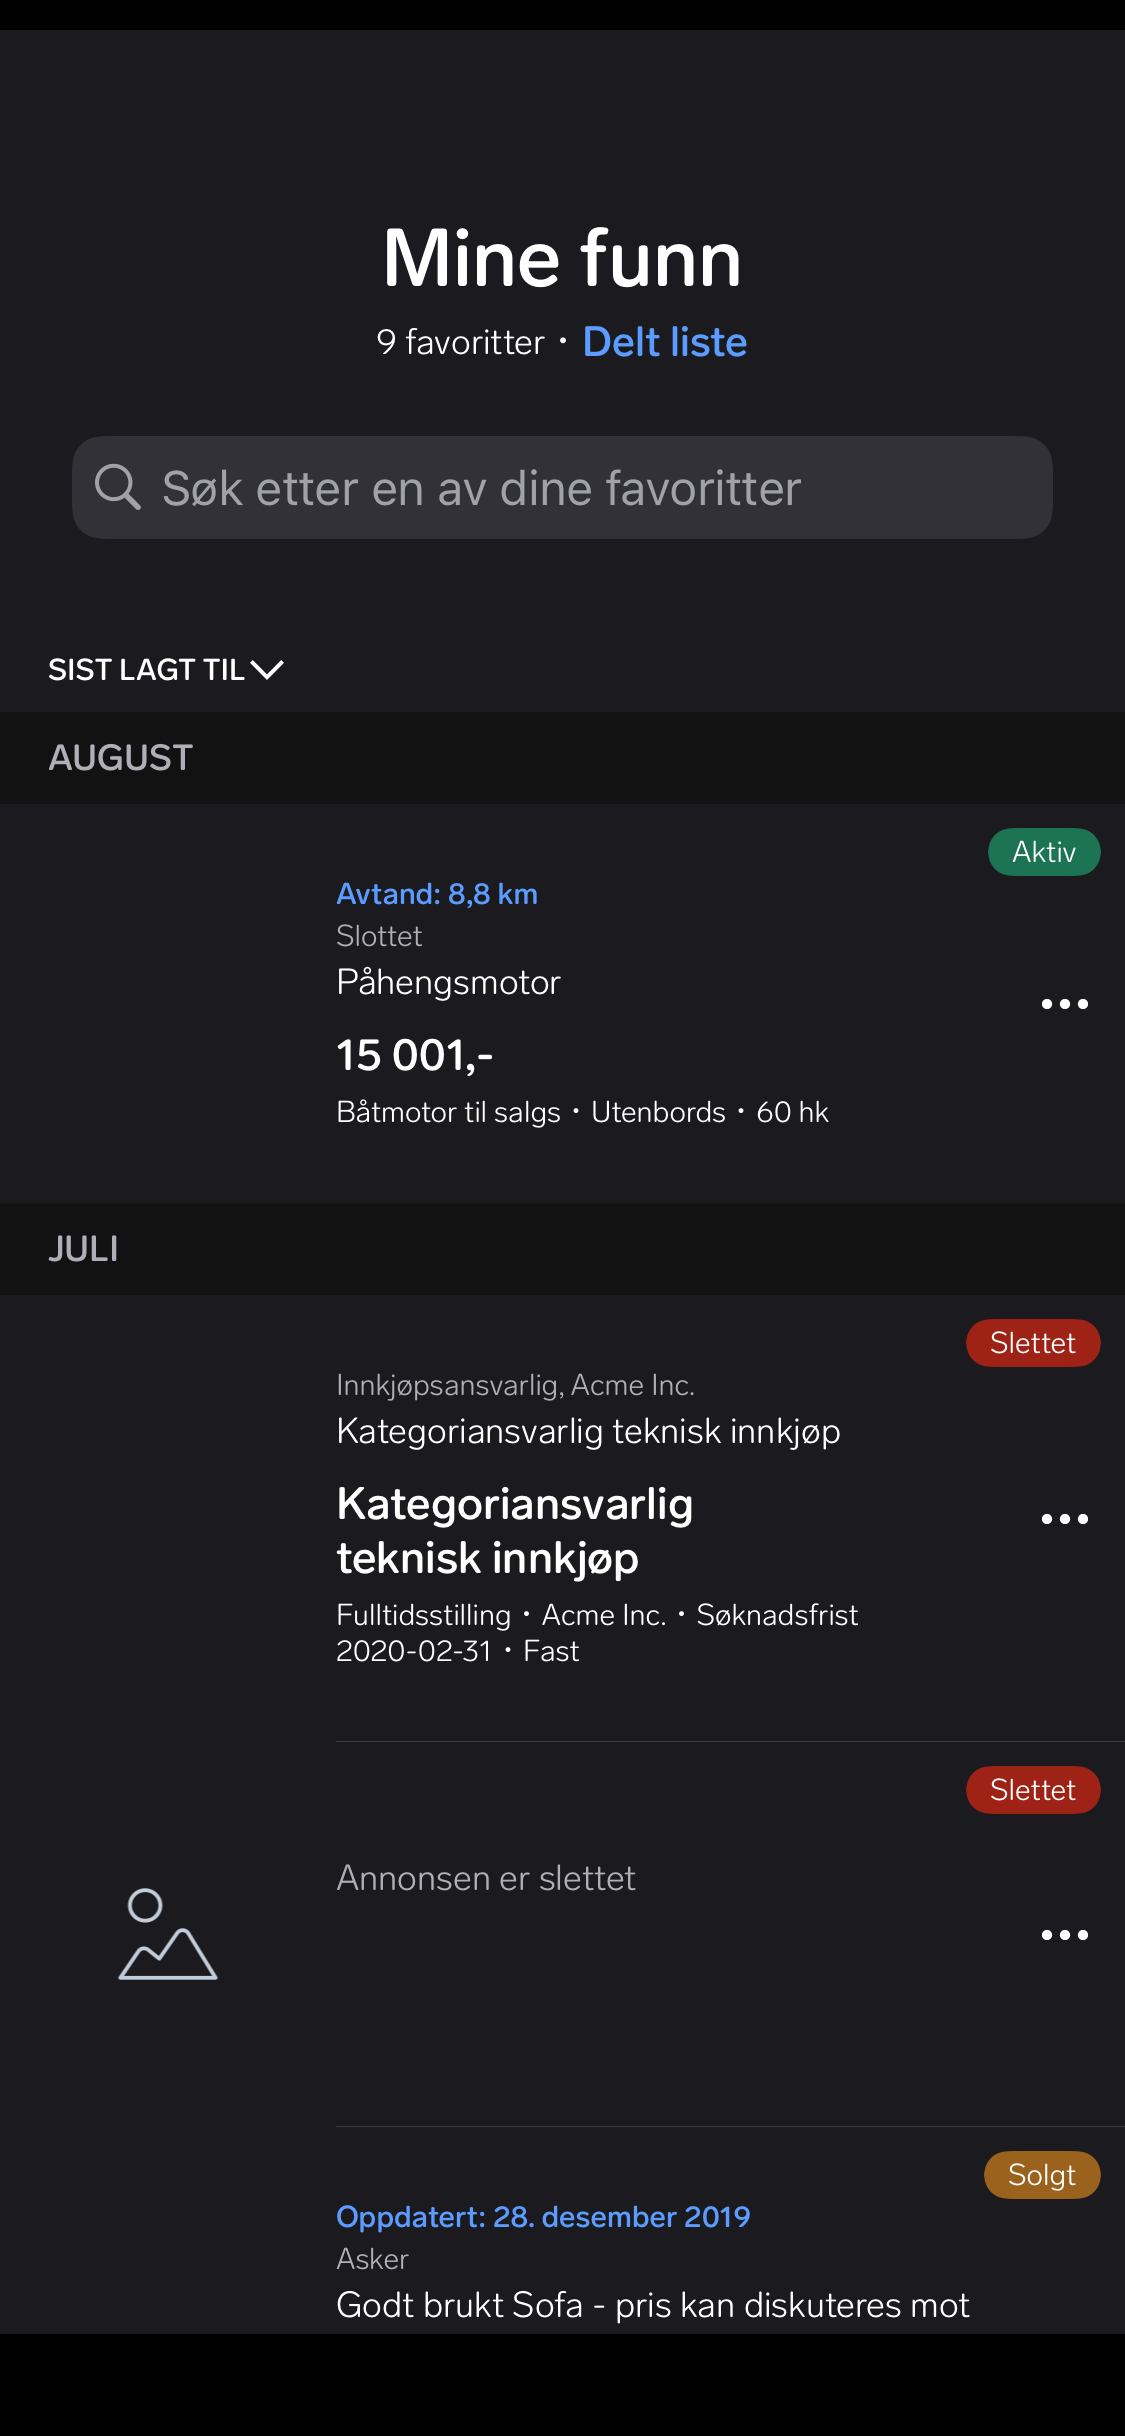 Mine funn
9 favoritter • Delt liste
Søk etter en av dine favoritter
SIST LAGT TIL
AUGUST
Aktiv
Avtand: 8,8 km
Slottet
Påhengsmotor
15 001,-
Båtmotor til salgs • Utenbords • 60 hk
JULI
Slettet
Innkjøpsansvarlig, Acme Inc.
Kategoriansvarlig teknisk innkjøp
Kategoriansvarlig
teknisk innkjøp
Fulltidsstilling • Acme Inc. • Søknadsfrist
2020-02-31 • Fast
Slettet
Annonsen er slettet
Solgt
Oppdatert: 28. desember 2019
Asker
Godt brukt Sofa - pris kan diskuteres mot